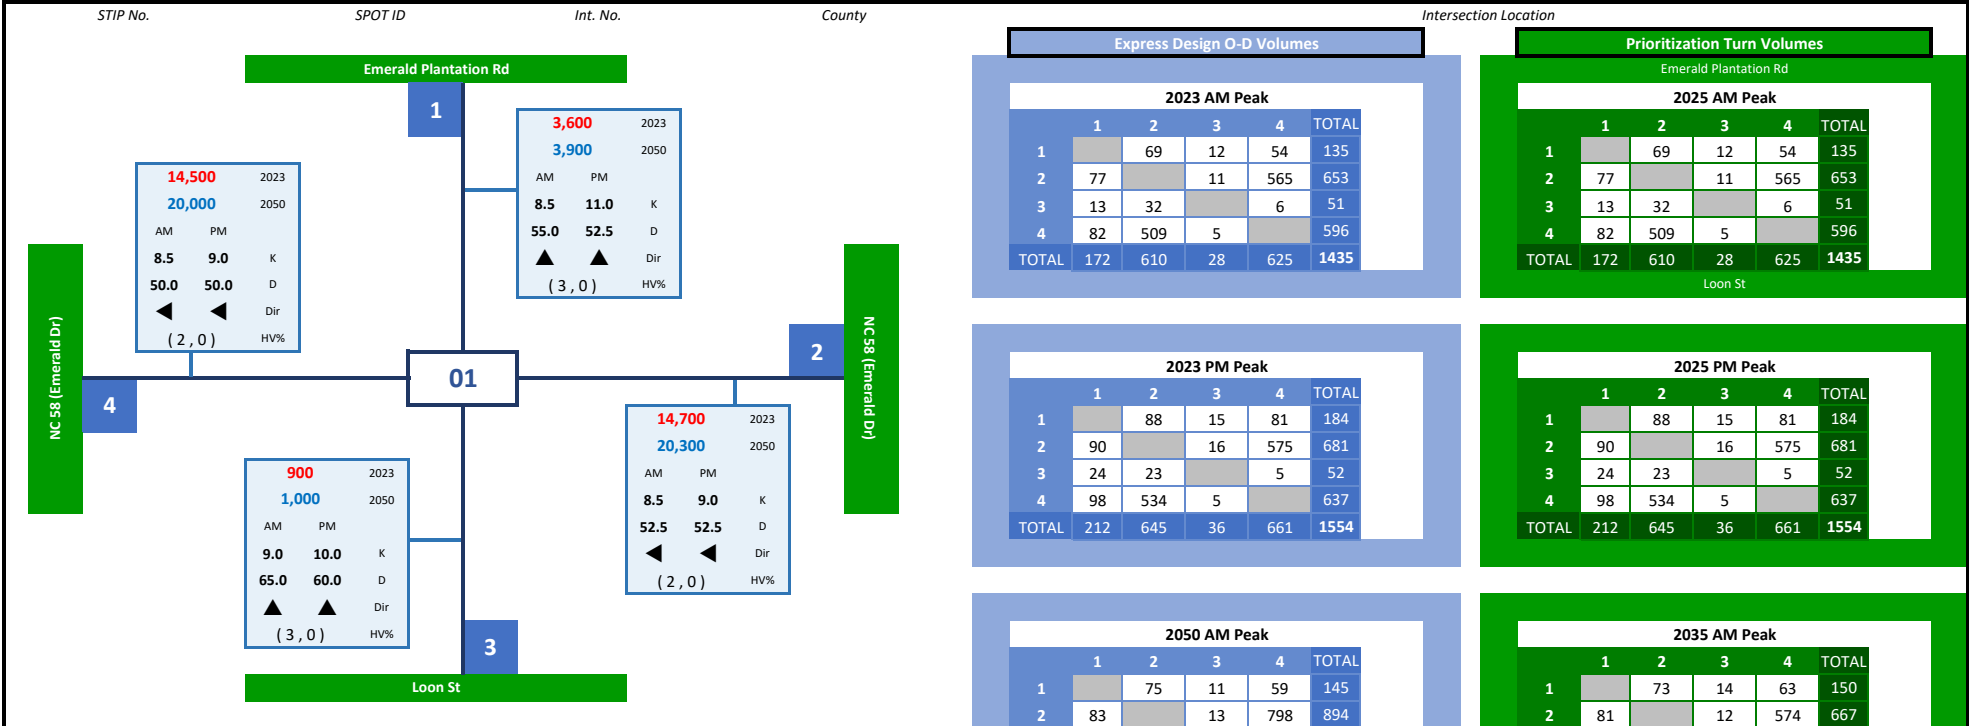 STIP No. SPOT ID Int. No. County Intersection Location
Express Design O-D Volumes
Prioritization Turn Volumes
Emerald Plantation Rd
1
3,600 2023
3,900 2050
AM PM
8.5 11.0 K
55.0 52.5 D
▲ ▲ Dir
( 3 , 0 ) HV%
14,500 2023
20,000 2050
AM PM
8.5 9.0 K
50.0 50.0 D
◀ ◀ Dir
( 2 , 0 ) HV%
NC 58 (Emerald Dr)
4
01
2
NC 58 (Emerald Dr)
14,700 2023
20,300 2050
AM PM
8.5 9.0 K
52.5 52.5 D
◀ ◀ Dir
( 2 , 0 ) HV%
900 2023
1,000 2050
AM PM
9.0 10.0 K
65.0 60.0 D
▲ ▲ Dir
( 3 , 0 ) HV%
3
Loon St
2023 AM Peak
1 2 3 4 TOTAL
1 69 12 54 135
2 77 11 565 653
3 13 32 6 51
4 82 509 5 596
TOTAL 172 610 28 625 1435
Emerald Plantation Rd
2025 AM Peak
1 2 3 4 TOTAL
1 69 12 54 135
2 77 11 565 653
3 13 32 6 51
4 82 509 5 596
TOTAL 172 610 28 625 1435
Loon St
2023 PM Peak
1 2 3 4 TOTAL
1 88 15 81 184
2 90 16 575 681
3 24 23 5 52
4 98 534 5 637
TOTAL 212 645 36 661 1554
2025 PM Peak
1 2 3 4 TOTAL
1 88 15 81 184
2 90 16 575 681
3 24 23 5 52
4 98 534 5 637
TOTAL 212 645 36 661 1554
2050 AM Peak
1 2 3 4 TOTAL
1 75 11 59 145
2 83 13 798 894
2035 AM Peak
1 2 3 4 TOTAL
1 73 14 63 150
2 81 12 574 667